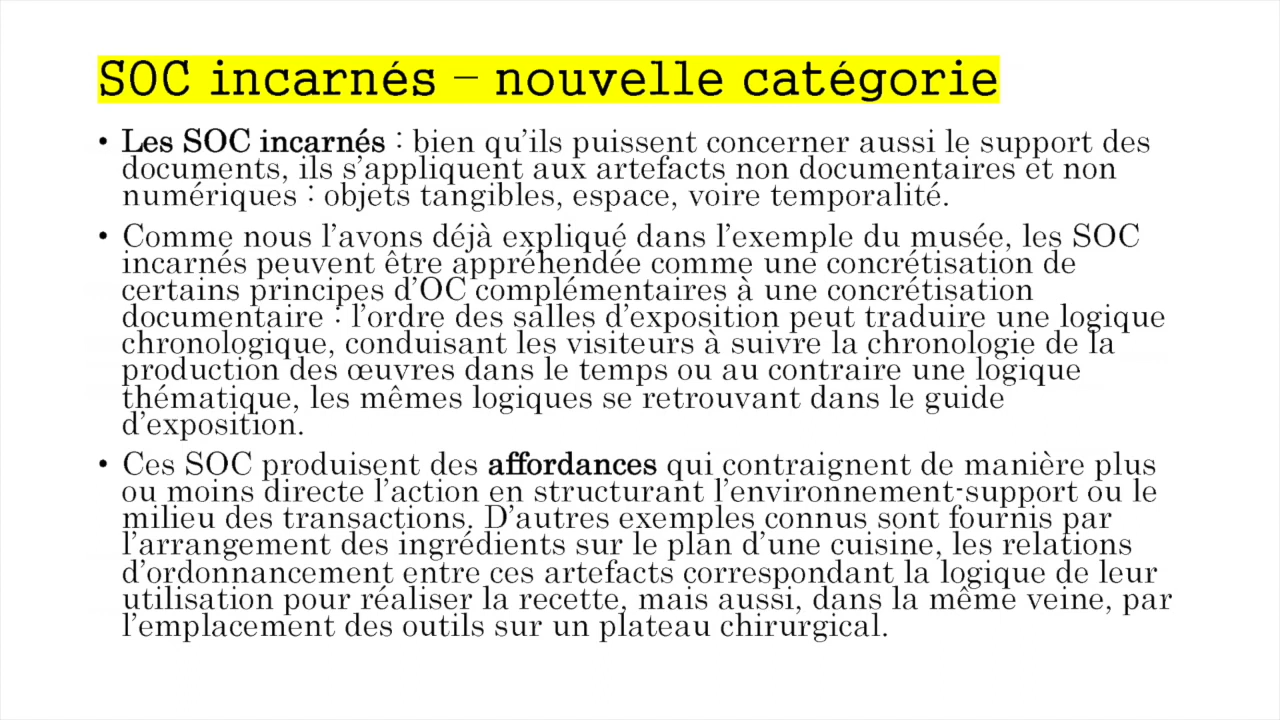 SOC incarnés – nouvelle catégorie
• Les SOC incarnés : bien qu’ils puissent concerner aussi le support des
documents, ils s’appliquent aux artefacts non documentaires et non
numériques : objets tangibles, espace, voire temporalité.
• Comme nous l’avons déjà expliqué dans l’exemple du musée, les SOC
incarnés peuvent être appréhendée comme une concrétisation de
certains principes d’OC complémentaires à une concrétisation
documentaire : l’ordre des salles d’exposition peut traduire une logique
chronologique, conduisant les visiteurs à suivre la chronologie de la
production des œuvres dans le temps ou au contraire une logique
thématique, les mêmes logiques se retrouvant dans le guide
d’exposition.
• Ces SOC produisent des affordances qui contraignent de manière plus
ou moins directe l’action en structurant l’environnement-support ou le
milieu des transactions. D’autres exemples connus sont fournis par
l’arrangement des ingrédients sur le plan d’une cuisine, les relations
d’ordonnancement entre ces artefacts correspondant la logique de leur
utilisation pour réaliser la recette, mais aussi, dans la même veine, par
l’emplacement des outils sur un plateau chirurgical.